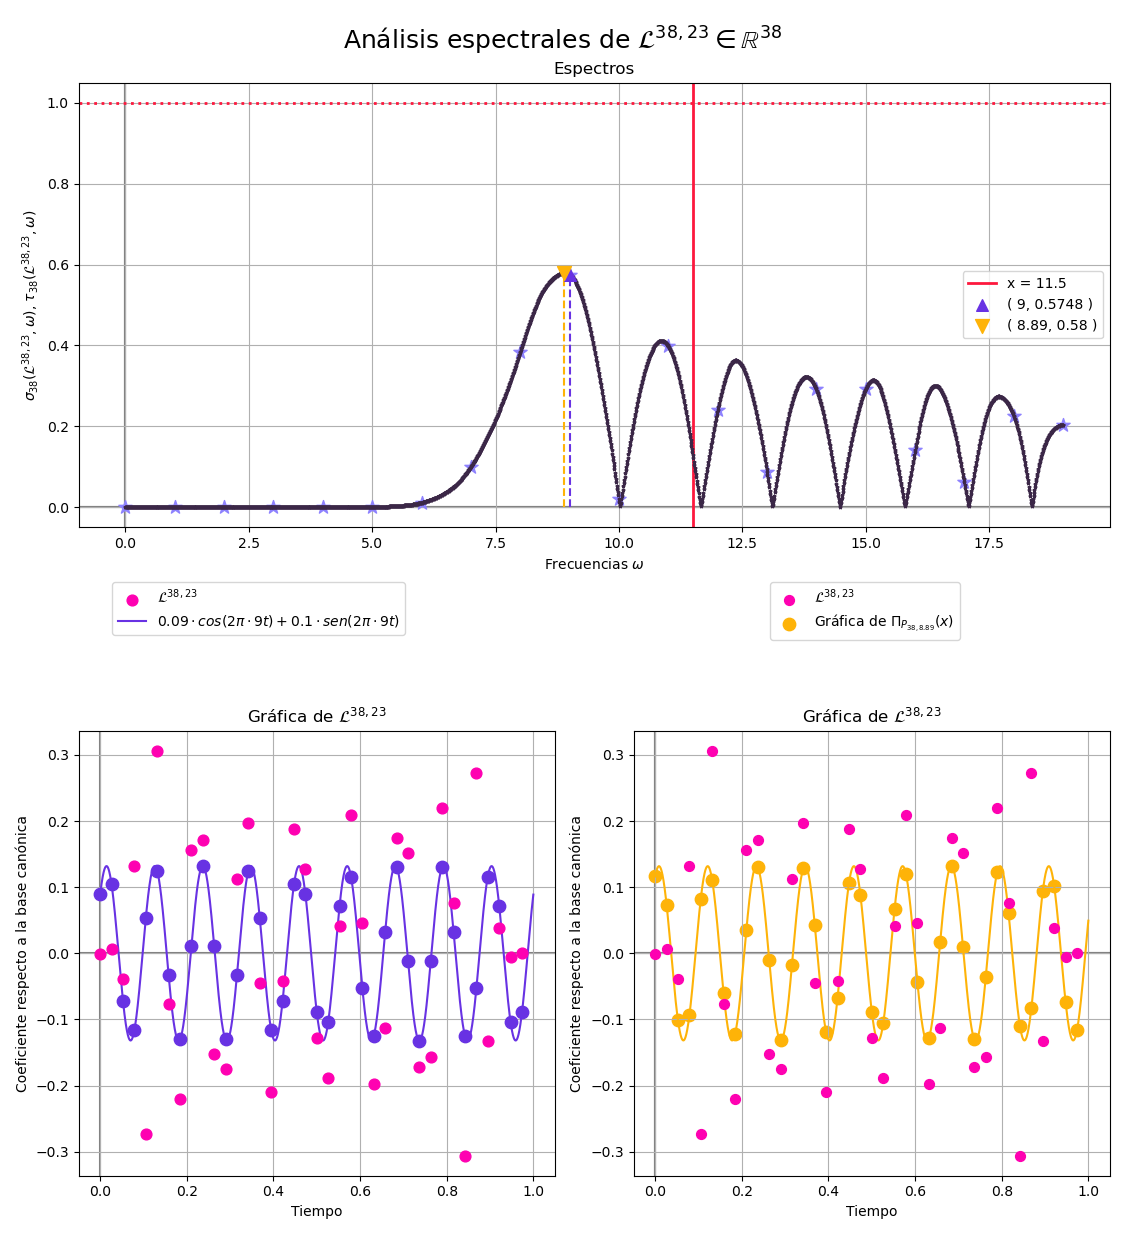 Análisis espectrales de $\mathcal{L}^{38,23} \in \mathbb{R}^{38}$
Espectros
$\sigma_{38}(\mathcal{L}^{38,23}, \omega), \tau_{38}(\mathcal{L}^{38,23}, \omega)$
1.0
0.8
0.6
0.4
0.2
0.0
x = 11.5
( 9, 0.5748 )
( 8.89, 0.58 )
0.0 2.5 5.0 7.5 10.0 12.5 15.0 17.5
Frecuencias $\omega$
$\mathcal{L}^{38,23}$
$0.09 \cdot cos(2\pi \cdot 9t) + 0.1 \cdot sen(2\pi \cdot 9t)$
$\mathcal{L}^{38,23}$
Gráfica de $\Pi_{P_{38,8.89}}(x)$
Gráfica de $\mathcal{L}^{38,23}$
Coeficiente respecto a la base canónica
0.3
0.2
0.1
0.0
−0.1
−0.2
−0.3
0.0 0.2 0.4 0.6 0.8 1.0
Tiempo
Gráfica de $\mathcal{L}^{38,23}$
Coeficiente respecto a la base canónica
0.3
0.2
0.1
0.0
−0.1
−0.2
−0.3
0.0 0.2 0.4 0.6 0.8 1.0
Tiempo